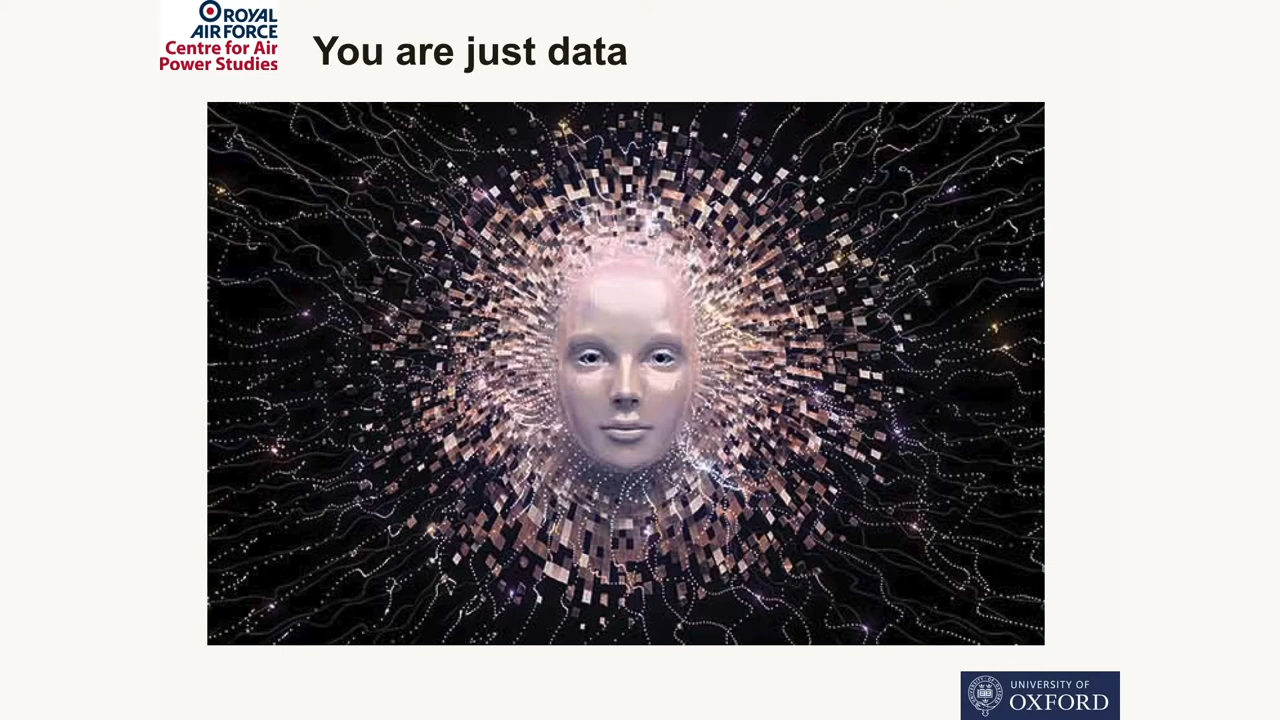 ROYAL
AIR FORCE
Centre for Air
Power Studies
You are just data
UNIVERSITY OF
OXFORD